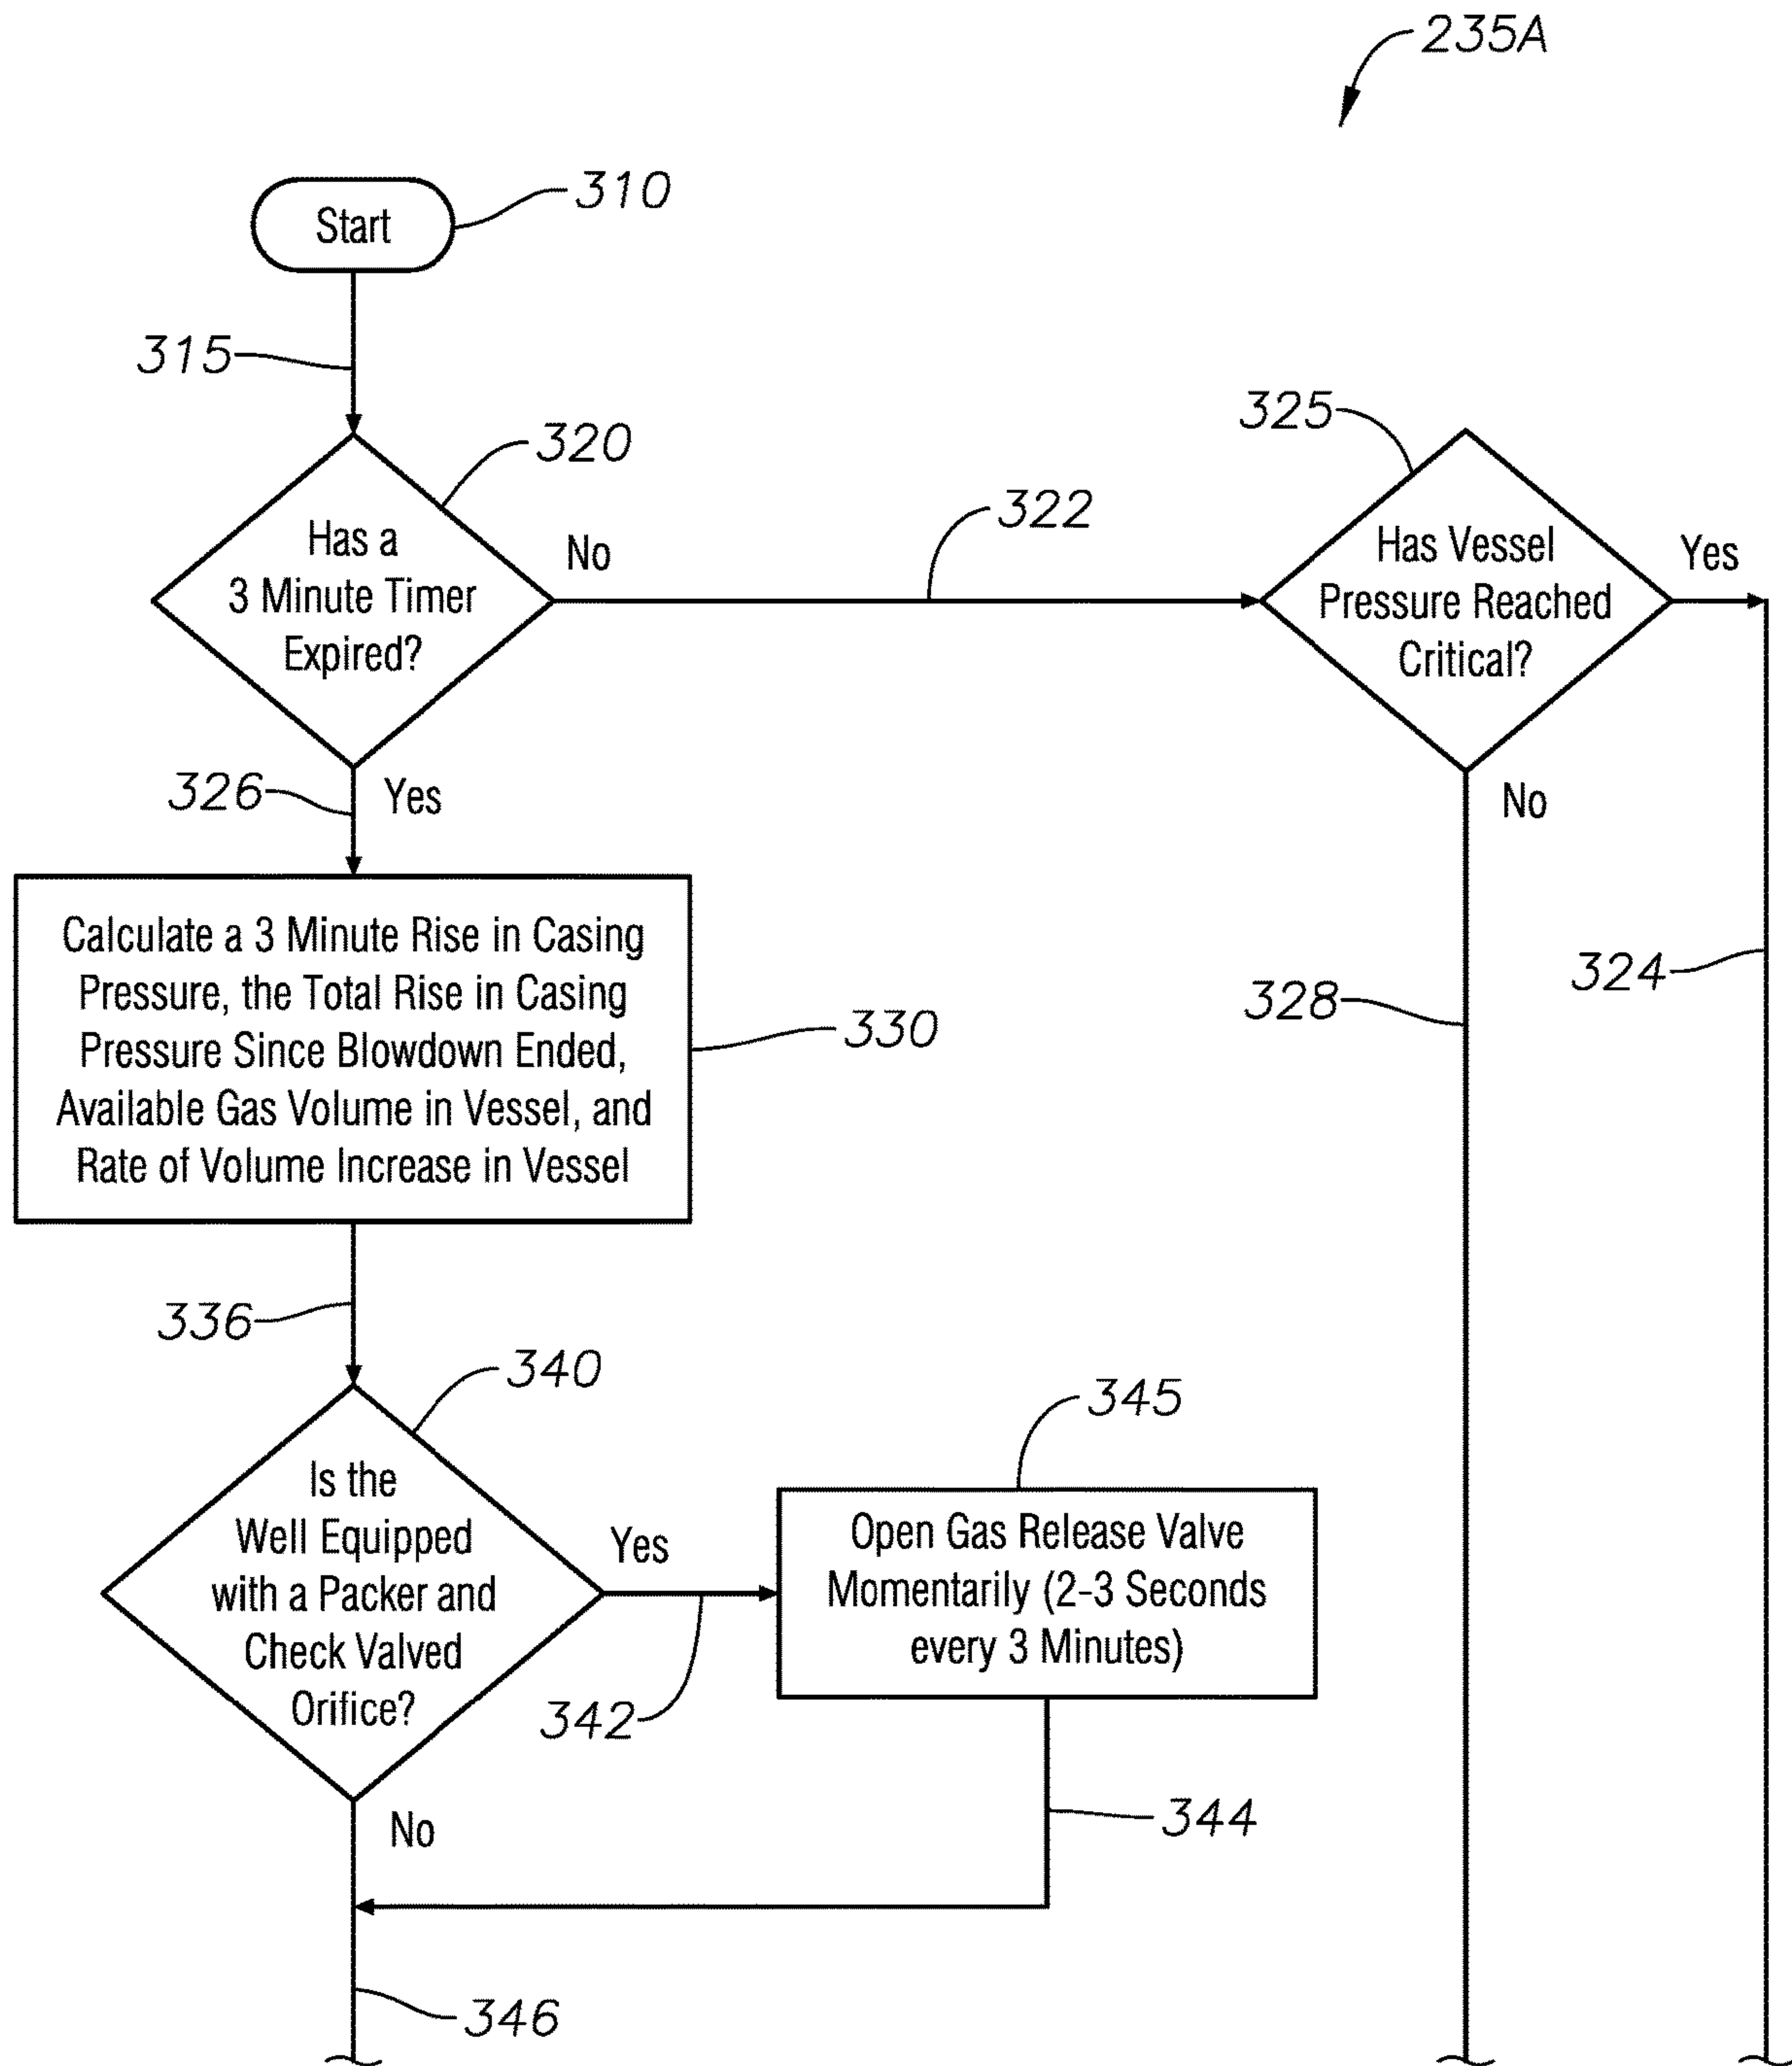 235A
Start
310
315
320
Has a
3 Minute Timer
Expired?
No
322
325
Has Vessel
Pressure Reached
Critical?
Yes
326
Yes
No
324
328
Calculate a 3 Minute Rise in Casing
Pressure, the Total Rise in Casing
Pressure Since Blowdown Ended,
Available Gas Volume in Vessel, and
Rate of Volume Increase in Vessel
330
336
340
Is the
Well Equipped
with a Packer and
Check Valved
Orifice?
Yes
342
345
Open Gas Release Valve
Momentarily (2-3 Seconds
every 3 Minutes)
344
No
346